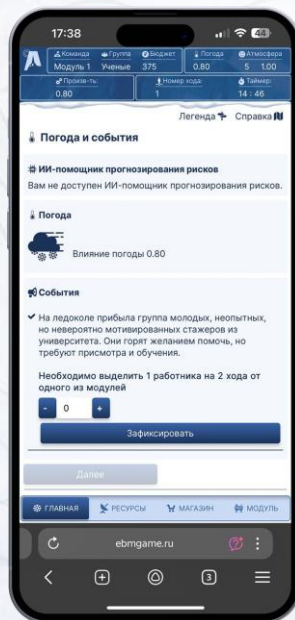 17:38
44
Команда Группа Бюджет Погода Атмосфера
Модуль 1 Ученые 375 0.80 5 1.00
Произв-ть: Номер хода: Таймер:
0.80 1 14 : 46
Легенда Справка
Погода и события
ИИ-помощник прогнозирования рисков
Вам не доступен ИИ-помощник прогнозирования рисков.
Погода
Влияние погоды 0.80
События
На ледоколе прибыла группа молодых, неопытных,
но невероятно мотивированных стажеров из
университета. Они горят желанием помочь, но
требуют присмотра и обучения.
Необходимо выделить 1 работника на 2 хода от
одного из модулей
- 0 +
Зафиксировать
Далее
ГЛАВНАЯ РЕСУРСЫ МАГАЗИН МОДУЛЬ
ebmgame.ru
3